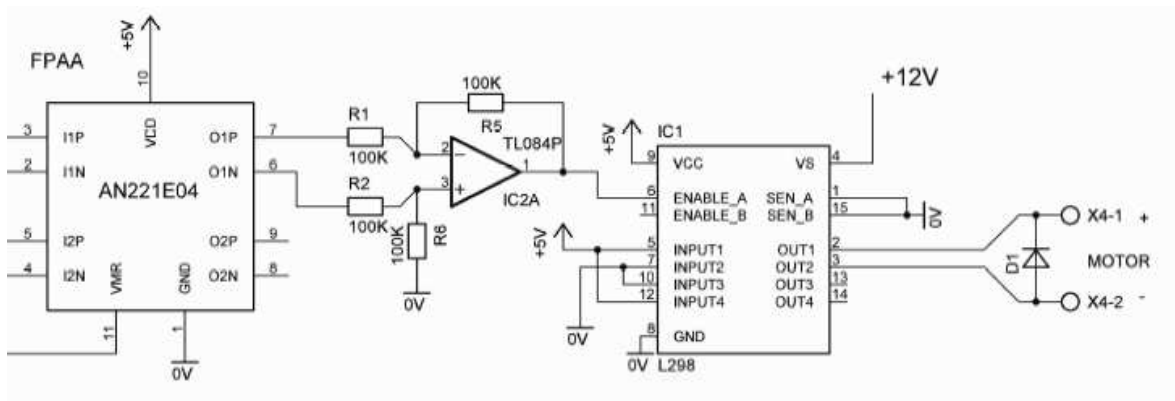 FPAA
+5V
10
VCD
3 I1P
2 I1N
5 I2P
4 I2N
AN221E04
O1P 7
O1N 6
O2P 9
O2N 8
VMR
GND
11
1
0V
R1
100K
R2
100K
100K
R5
100K
R6
0V
2
3
1
TL084P
IC2A
+5V
IC1
+12V
9 VCC
VS 4
6 ENABLE_A
SEN_A 1
11 ENABLE_B
SEN_B 15
0V
+5V
5 INPUT1
OUT1 2
7 INPUT2
OUT2 3
10 INPUT3
OUT3 13
12 INPUT4
OUT4 14
0V
8 GND
0V
L298
X4-1 +
D1
MOTOR
X4-2 -